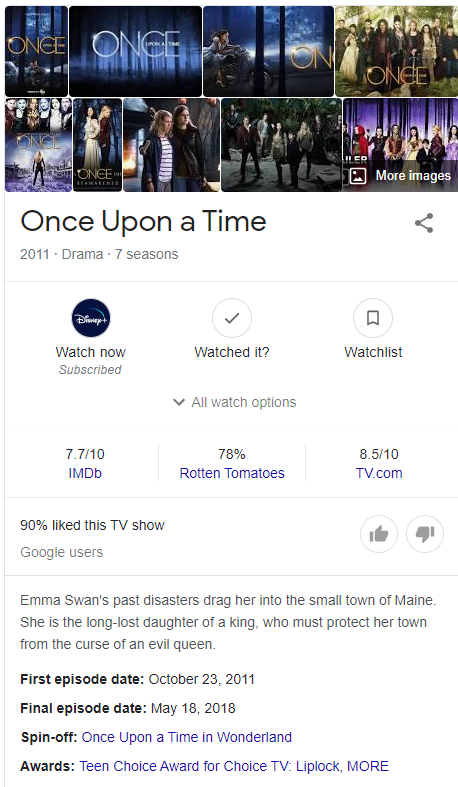 ONCE
UPON A TIME
ONCE
UPON A TIME
ON
ONCE
ONCE
ONCE
REAWAKENED
ILER
More images
Once Upon a Time
2011 · Drama · 7 seasons
Disney+
Watch now
Watched it?
Watchlist
Subscribed
All watch options
7.7/10
78%
8.5/10
IMDb
Rotten Tomatoes
TV.com
90% liked this TV show
Google users
Emma Swan's past disasters drag her into the small town of Maine.
She is the long-lost daughter of a king, who must protect her town
from the curse of an evil queen.
First episode date: October 23, 2011
Final episode date: May 18, 2018
Spin-off: Once Upon a Time in Wonderland
Awards: Teen Choice Award for Choice TV: Liplock, MORE